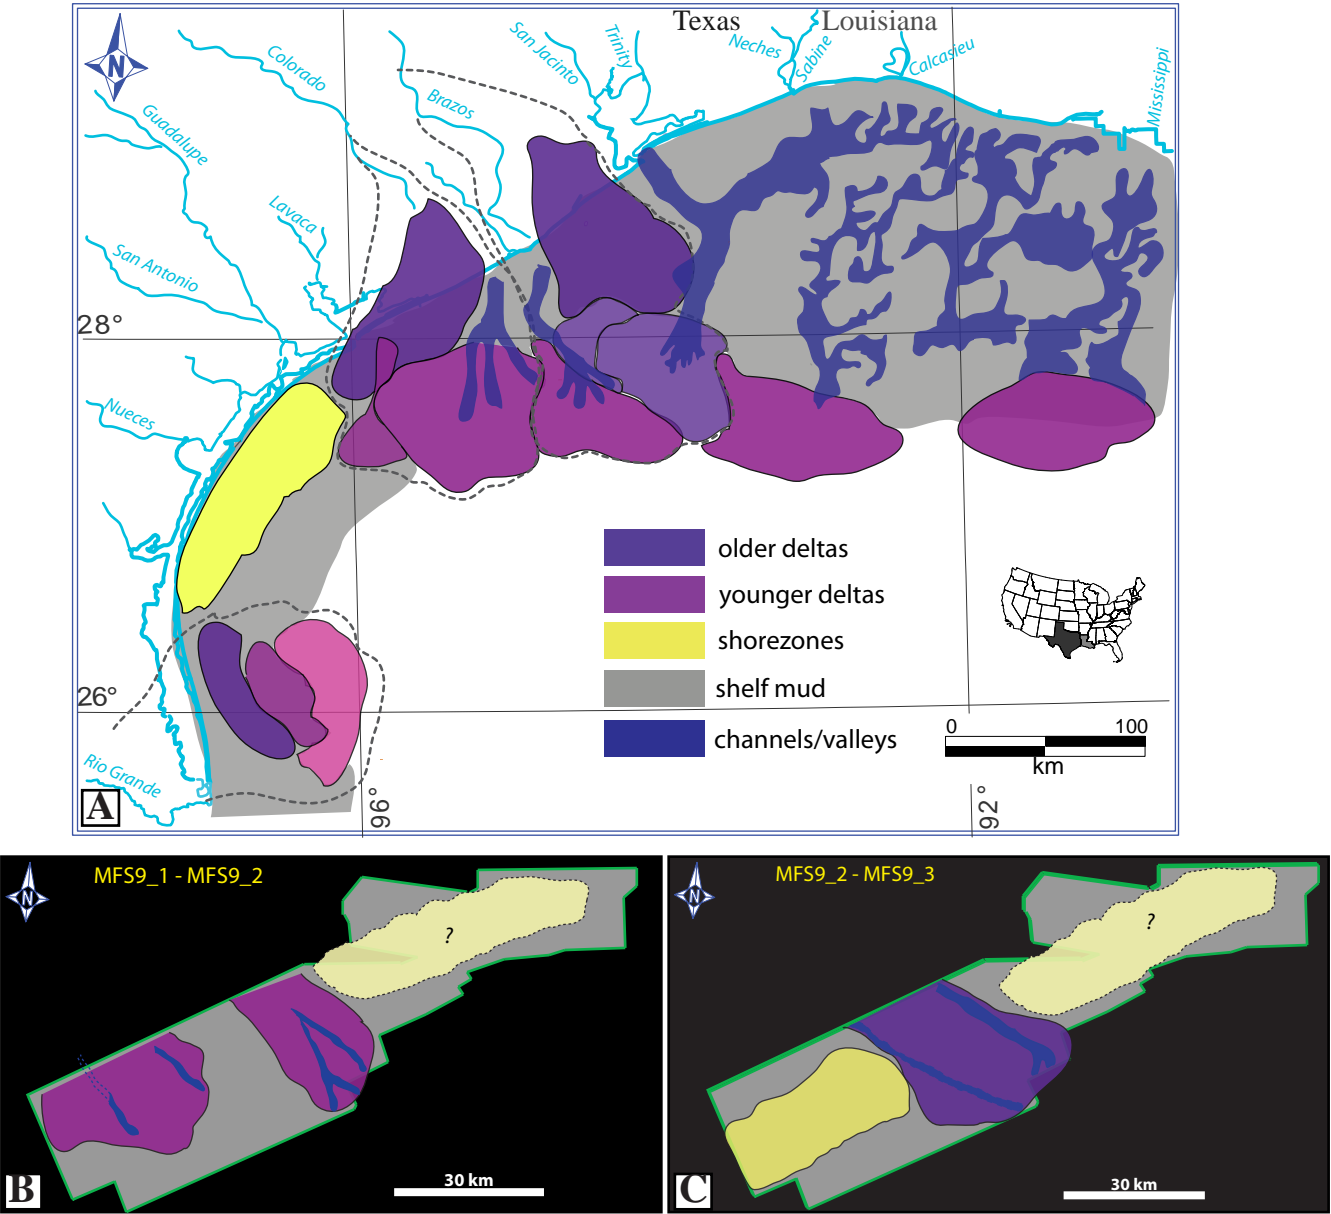 Texas Louisiana
N
Colorado
Brazos
San Jacinto
Trinity
Neches
Sabine
Calcasieu
Mississippi
Guadalupe
Lavaca
San Antonio
28°
Nueces
older deltas
younger deltas
shorezones
shelf mud
channels/valleys
26°
0 100
km
Rio Grande
A
96°
92°
MFS9_1 - MFS9_2
N
?
30 km
B
MFS9_2 - MFS9_3
N
?
30 km
C